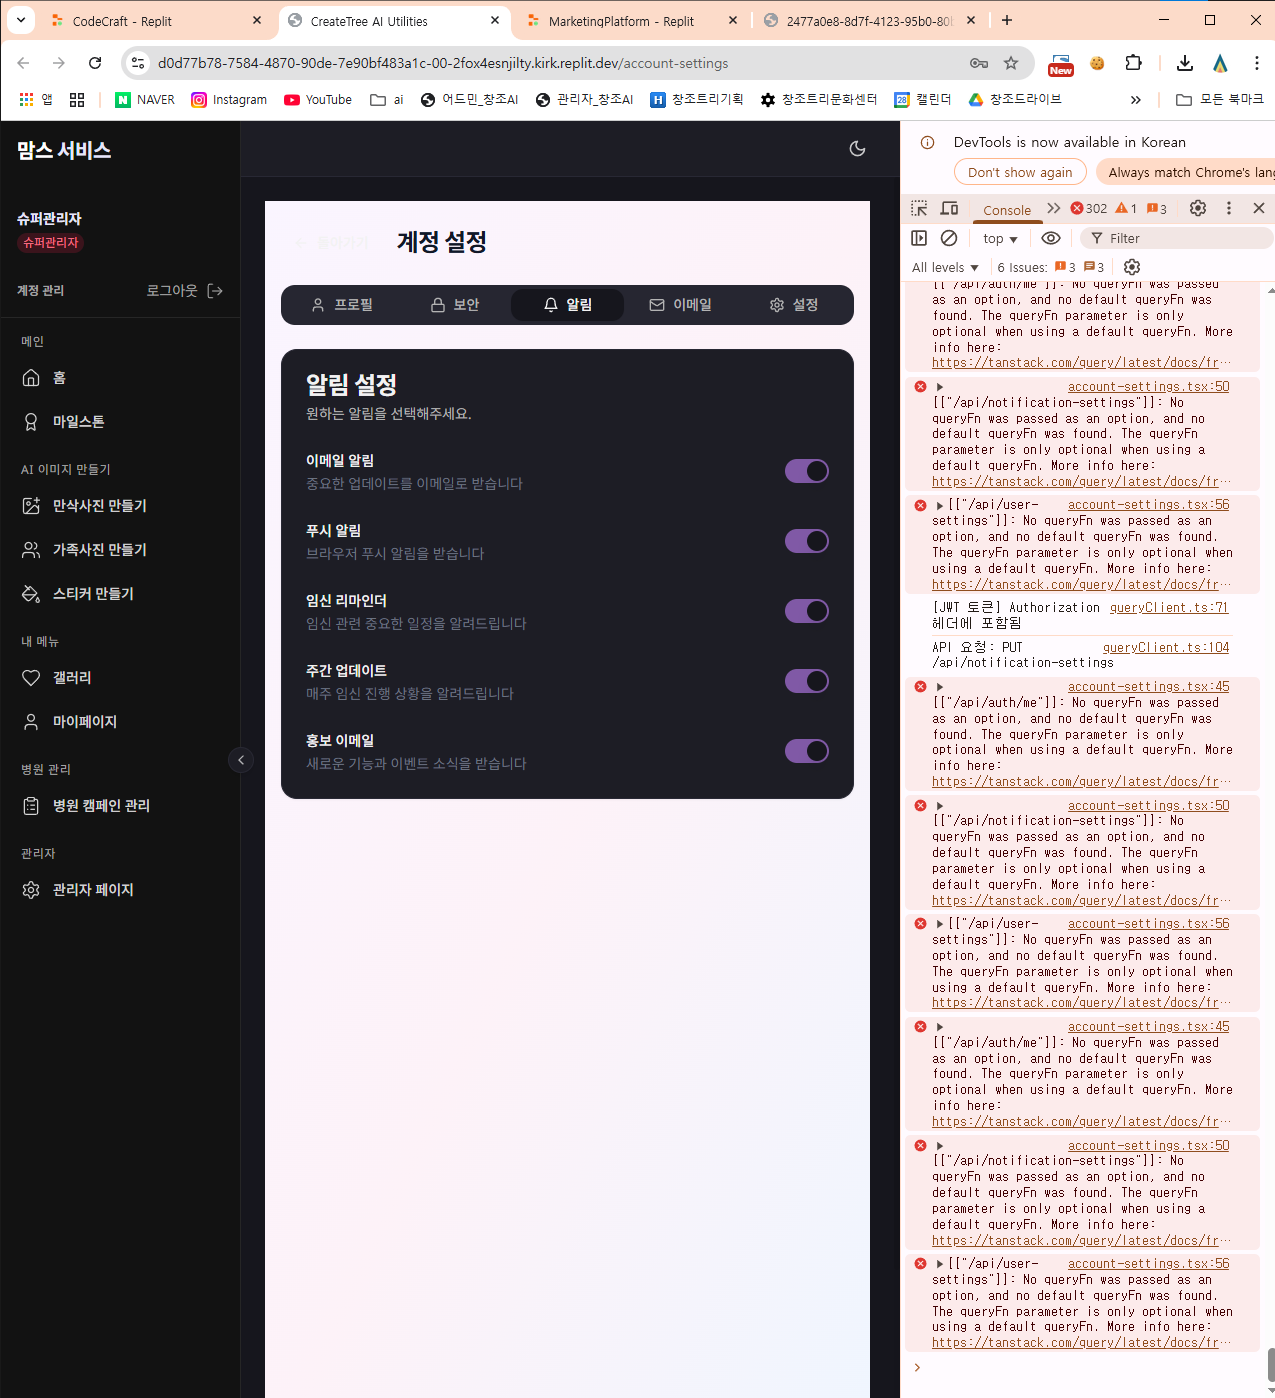 CodeCraft - Replit
CreateTree AI Utilities
MarketingPlatform - Replit
2477a0e8-8d7f-4123-95b0-80b
d0d77b78-7584-4870-90de-7e90bf483a1c-00-2fox4esnjilty.kirk.replit.dev/account-settings
New
앱
NAVER
Instagram
YouTube
ai
어드민_창조AI
관리자_창조AI
창조트리기획
창조트리문화센터
28
캘린더
창조드라이브
모든 북마크
맘스 서비스
슈퍼관리자
슈퍼관리자
계정 관리
로그아웃
메인
홈
마일스톤
AI 이미지 만들기
만삭사진 만들기
가족사진 만들기
스티커 만들기
내 메뉴
갤러리
마이페이지
병원 관리
병원 캠페인 관리
관리자
관리자 페이지
돌아가기
계정 설정
프로필
보안
알림
이메일
설정
알림 설정
원하는 알림을 선택해주세요.
이메일 알림
중요한 업데이트를 이메일로 받습니다
푸시 알림
브라우저 푸시 알림을 받습니다
임신 리마인더
임신 관련 중요한 일정을 알려드립니다
주간 업데이트
매주 임신 진행 상황을 알려드립니다
홍보 이메일
새로운 기능과 이벤트 소식을 받습니다
DevTools is now available in Korean
Don't show again
Always match Chrome's lang
Console
302
1
3
top
Filter
All levels
6 Issues:
3
3
[["/api/auth/me"]]: No queryFn was passed
as an option, and no default queryFn was
found. The queryFn parameter is only
optional when using a default queryFn. More
info here:
https://tanstack.com/query/latest/docs/fr…
account-settings.tsx:50
[["/api/notification-settings"]]: No
queryFn was passed as an option, and no
default queryFn was found. The queryFn
parameter is only optional when using a
default queryFn. More info here:
https://tanstack.com/query/latest/docs/fr…
[["/api/user- account-settings.tsx:56
settings"]]: No queryFn was passed as an
option, and no default queryFn was found.
The queryFn parameter is only optional when
using a default queryFn. More info here:
https://tanstack.com/query/latest/docs/fr…
[JWT 토큰] Authorization queryClient.ts:71
헤더에 포함됨
API 요청: PUT queryClient.ts:104
/api/notification-settings
account-settings.tsx:45
[["/api/auth/me"]]: No queryFn was passed
as an option, and no default queryFn was
found. The queryFn parameter is only
optional when using a default queryFn. More
info here:
https://tanstack.com/query/latest/docs/fr…
account-settings.tsx:50
[["/api/notification-settings"]]: No
queryFn was passed as an option, and no
default queryFn was found. The queryFn
parameter is only optional when using a
default queryFn. More info here:
https://tanstack.com/query/latest/docs/fr…
[["/api/user- account-settings.tsx:56
settings"]]: No queryFn was passed as an
option, and no default queryFn was found.
The queryFn parameter is only optional when
using a default queryFn. More info here:
https://tanstack.com/query/latest/docs/fr…
account-settings.tsx:45
[["/api/auth/me"]]: No queryFn was passed
as an option, and no default queryFn was
found. The queryFn parameter is only
optional when using a default queryFn. More
info here:
https://tanstack.com/query/latest/docs/fr…
account-settings.tsx:50
[["/api/notification-settings"]]: No
queryFn was passed as an option, and no
default queryFn was found. The queryFn
parameter is only optional when using a
default queryFn. More info here:
https://tanstack.com/query/latest/docs/fr…
[["/api/user- account-settings.tsx:56
settings"]]: No queryFn was passed as an
option, and no default queryFn was found.
The queryFn parameter is only optional when
using a default queryFn. More info here:
https://tanstack.com/query/latest/docs/fr…